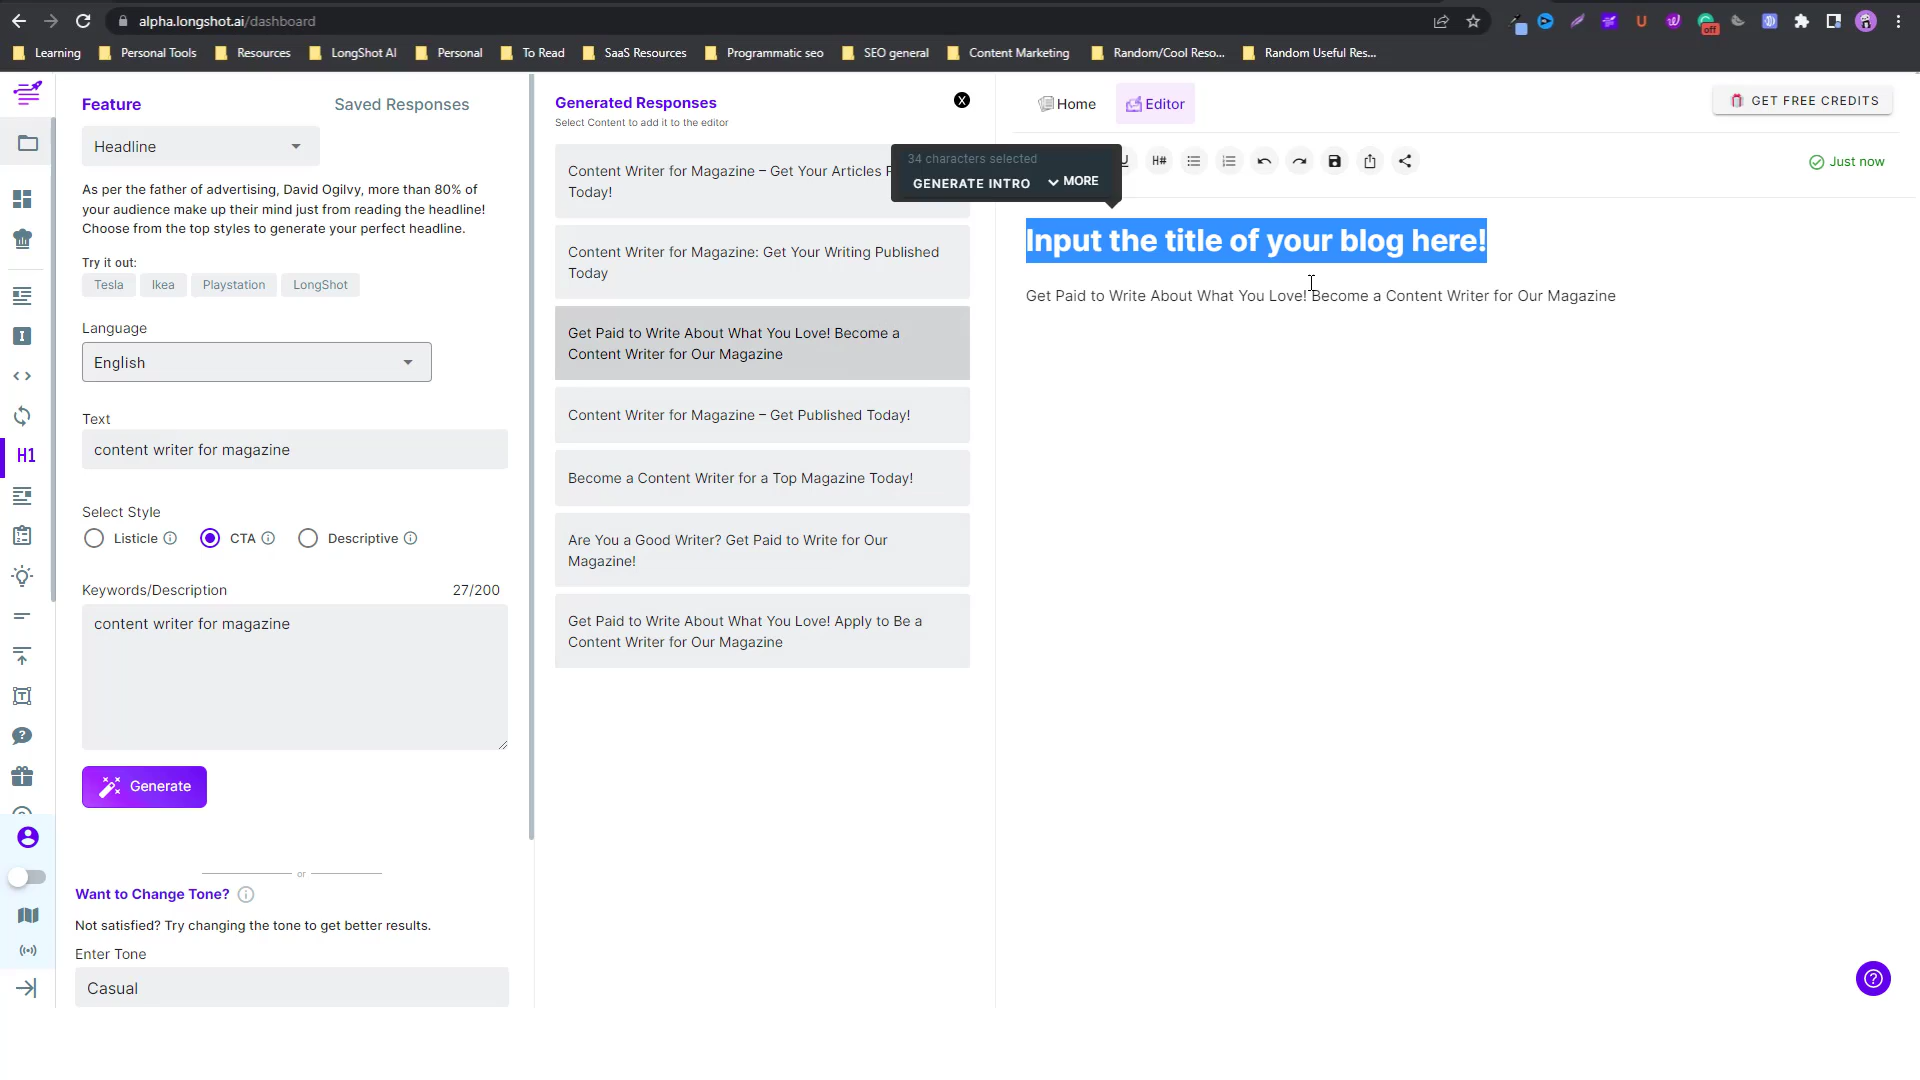 alpha.longshot.ai/dashboard
off
Learning
Personal Tools
Resources
LongShot AI
Personal
To Read
SaaS Resources
Programmatic seo
SEO general
Content Marketing
Random/Cool Reso...
Random Useful Res...
Feature
Saved Responses
Headline
As per the father of advertising, David Ogilvy, more than 80% of
your audience make up their mind just from reading the headline!
Choose from the top styles to generate your perfect headline.
Try it out:
Tesla
Ikea
Playstation
LongShot
Language
English
Text
content writer for magazine
H1
Select Style
Listicle
CTA
Descriptive
Keywords/Description
27/200
content writer for magazine
Generate
or
Want to Change Tone?
Not satisfied? Try changing the tone to get better results.
Enter Tone
Casual
Generated Responses
X
Select Content to add it to the editor
Content Writer for Magazine – Get Your Articles
Today!
Content Writer for Magazine: Get Your Writing Published
Today
Get Paid to Write About What You Love! Become a
Content Writer for Our Magazine
Content Writer for Magazine – Get Published Today!
Become a Content Writer for a Top Magazine Today!
Are You a Good Writer? Get Paid to Write for Our
Magazine!
Get Paid to Write About What You Love! Apply to Be a
Content Writer for Our Magazine
Home
Editor
GET FREE CREDITS
34 characters selected
GENERATE INTRO
MORE
U
H#
Just now
Input the title of your blog here!
Get Paid to Write About What You Love! Become a Content Writer for Our Magazine